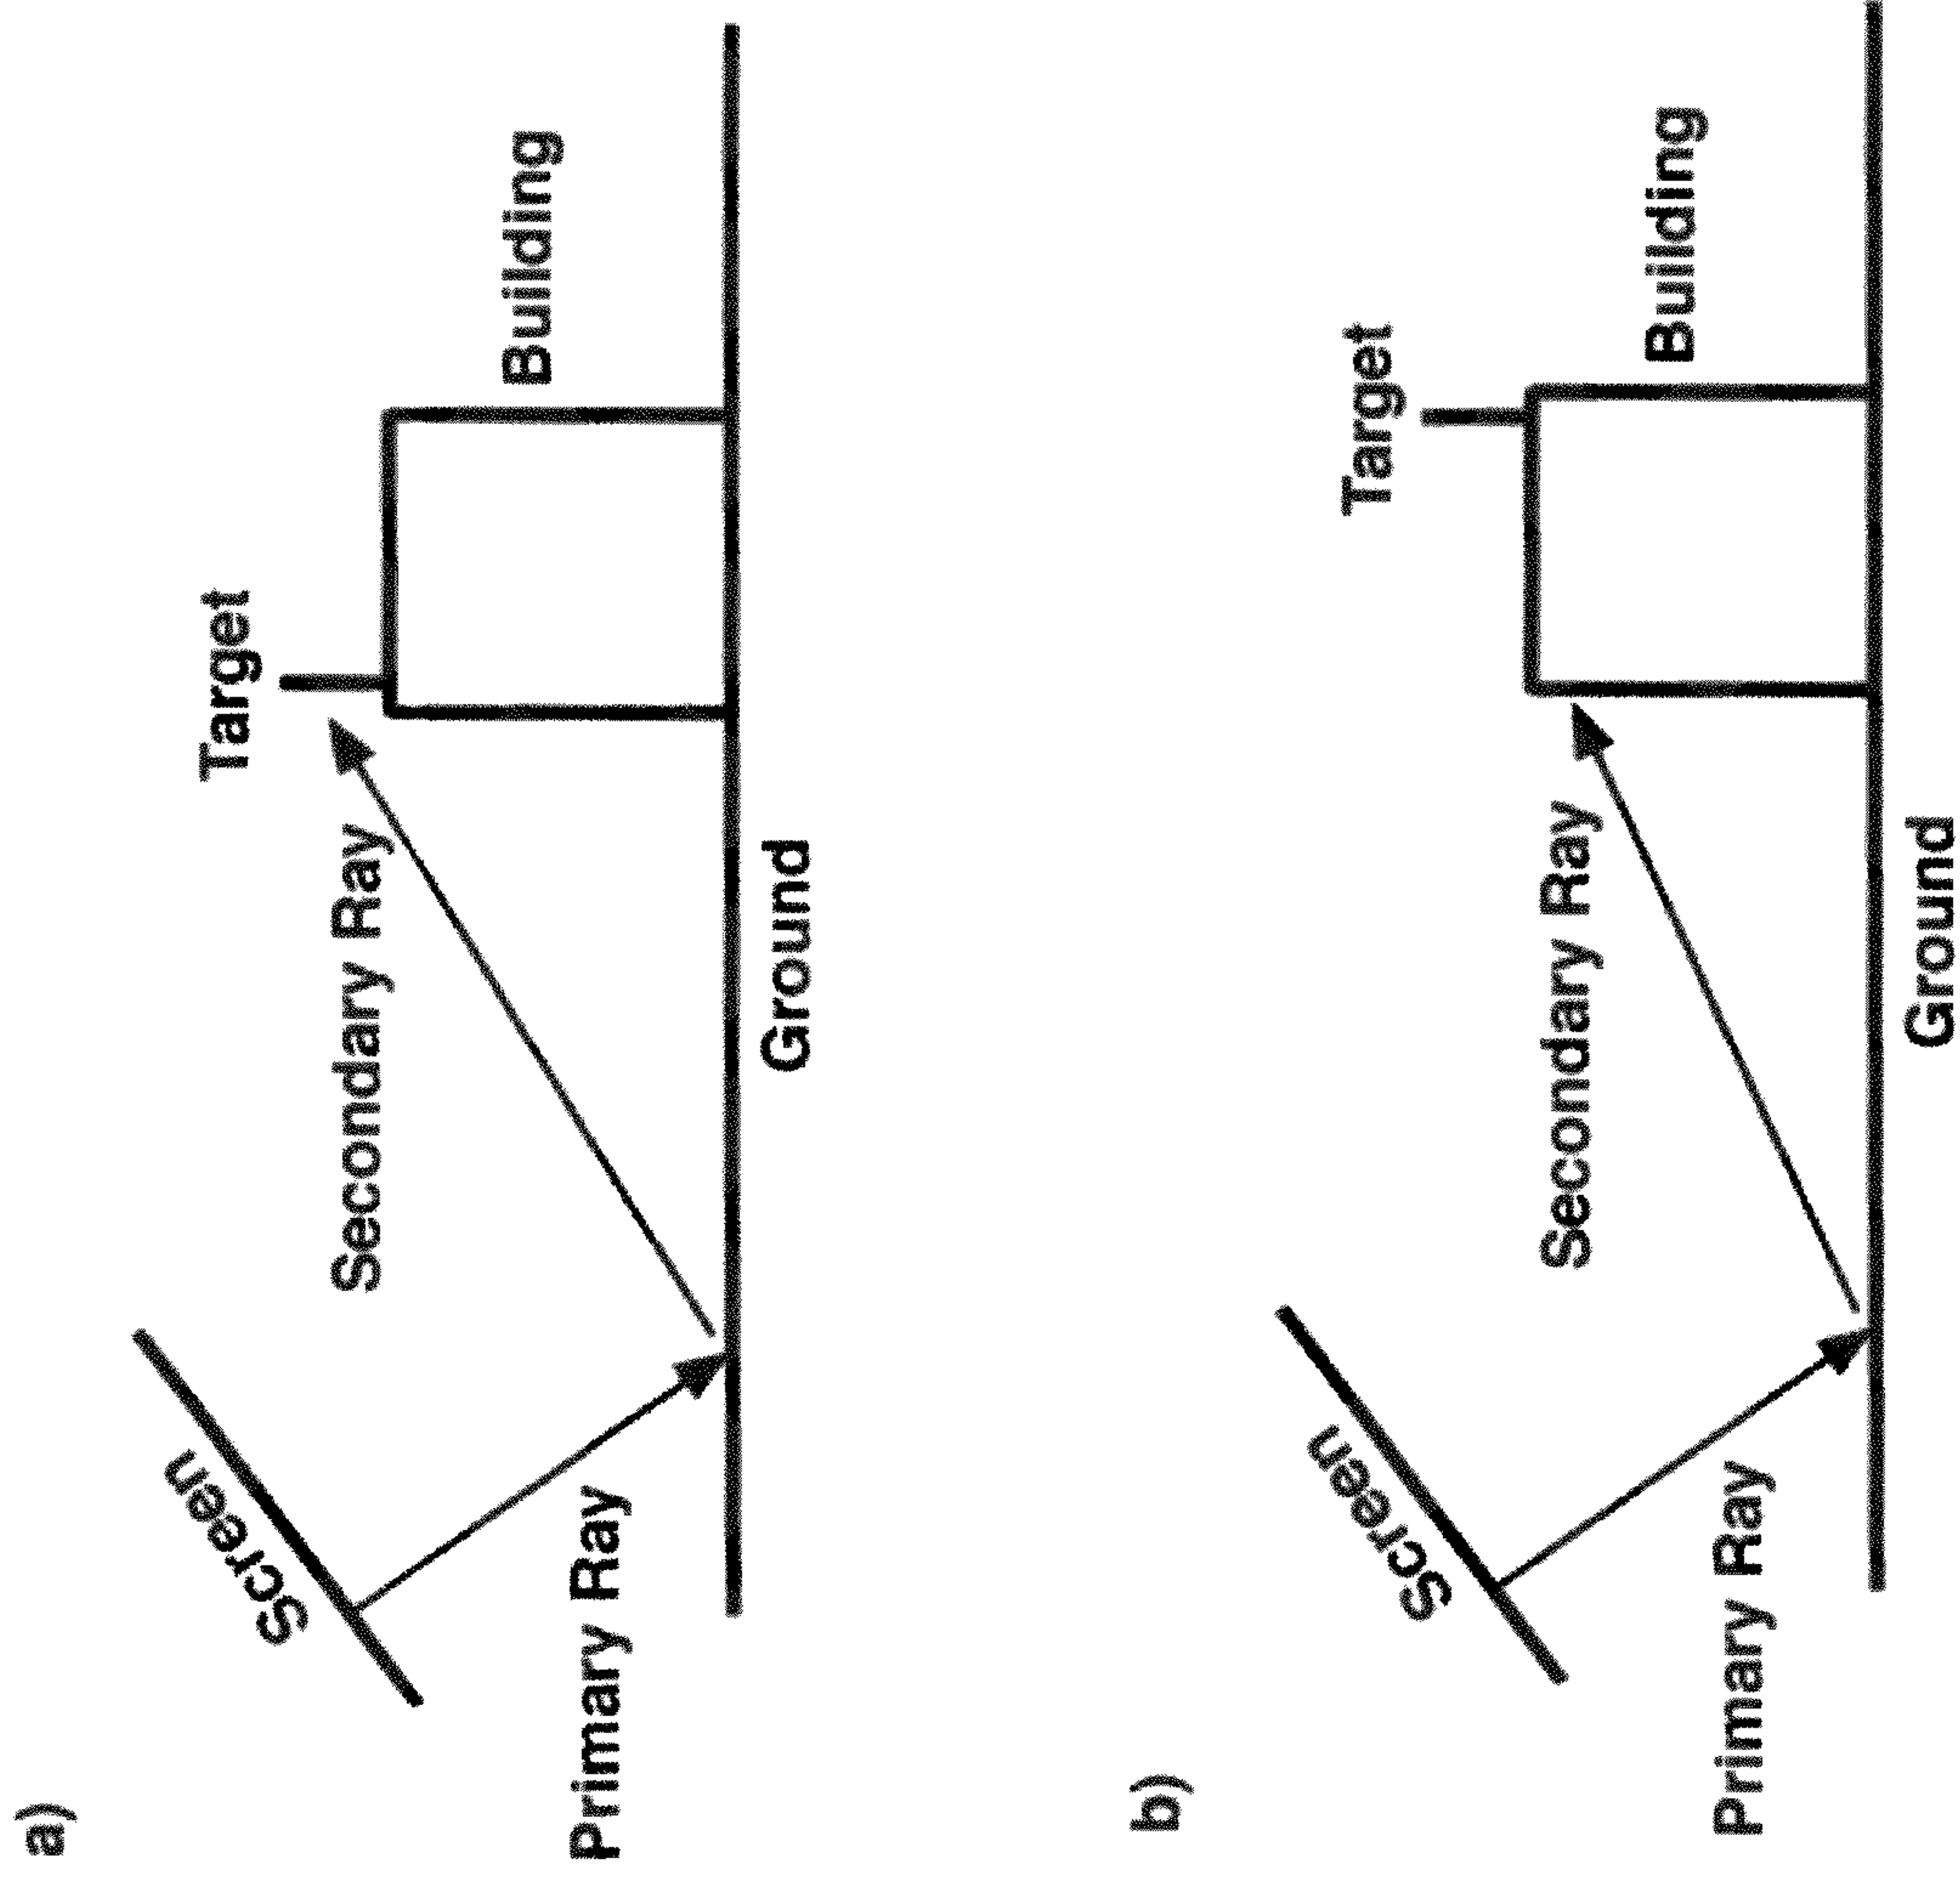 a)
Screen
Target
Secondary Ray
Building
Primary Ray
Ground
b)
Screen
Target
Secondary Ray
Building
Primary Ray
Ground